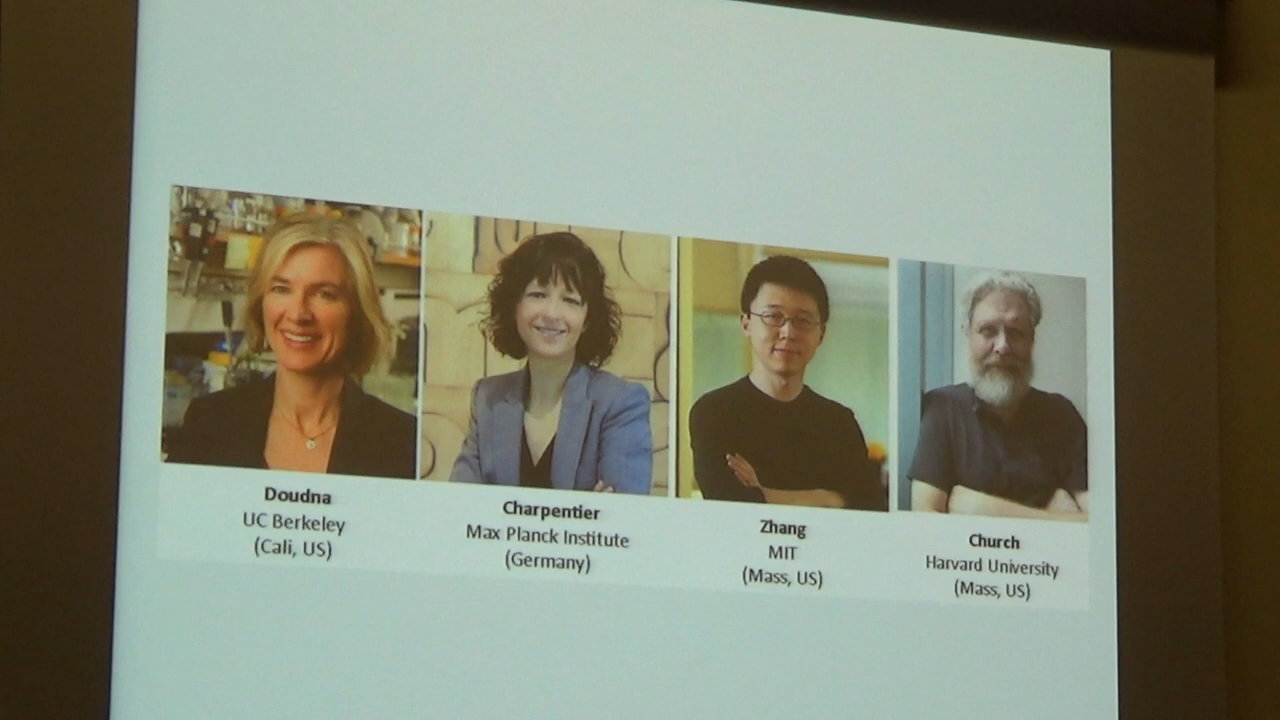 Doudna
UC Berkeley
(Cali, US)
Charpentier
Max Planck Institute
(Germany)
Zhang
MIT
(Mass, US)
Church
Harvard University
(Mass, US)